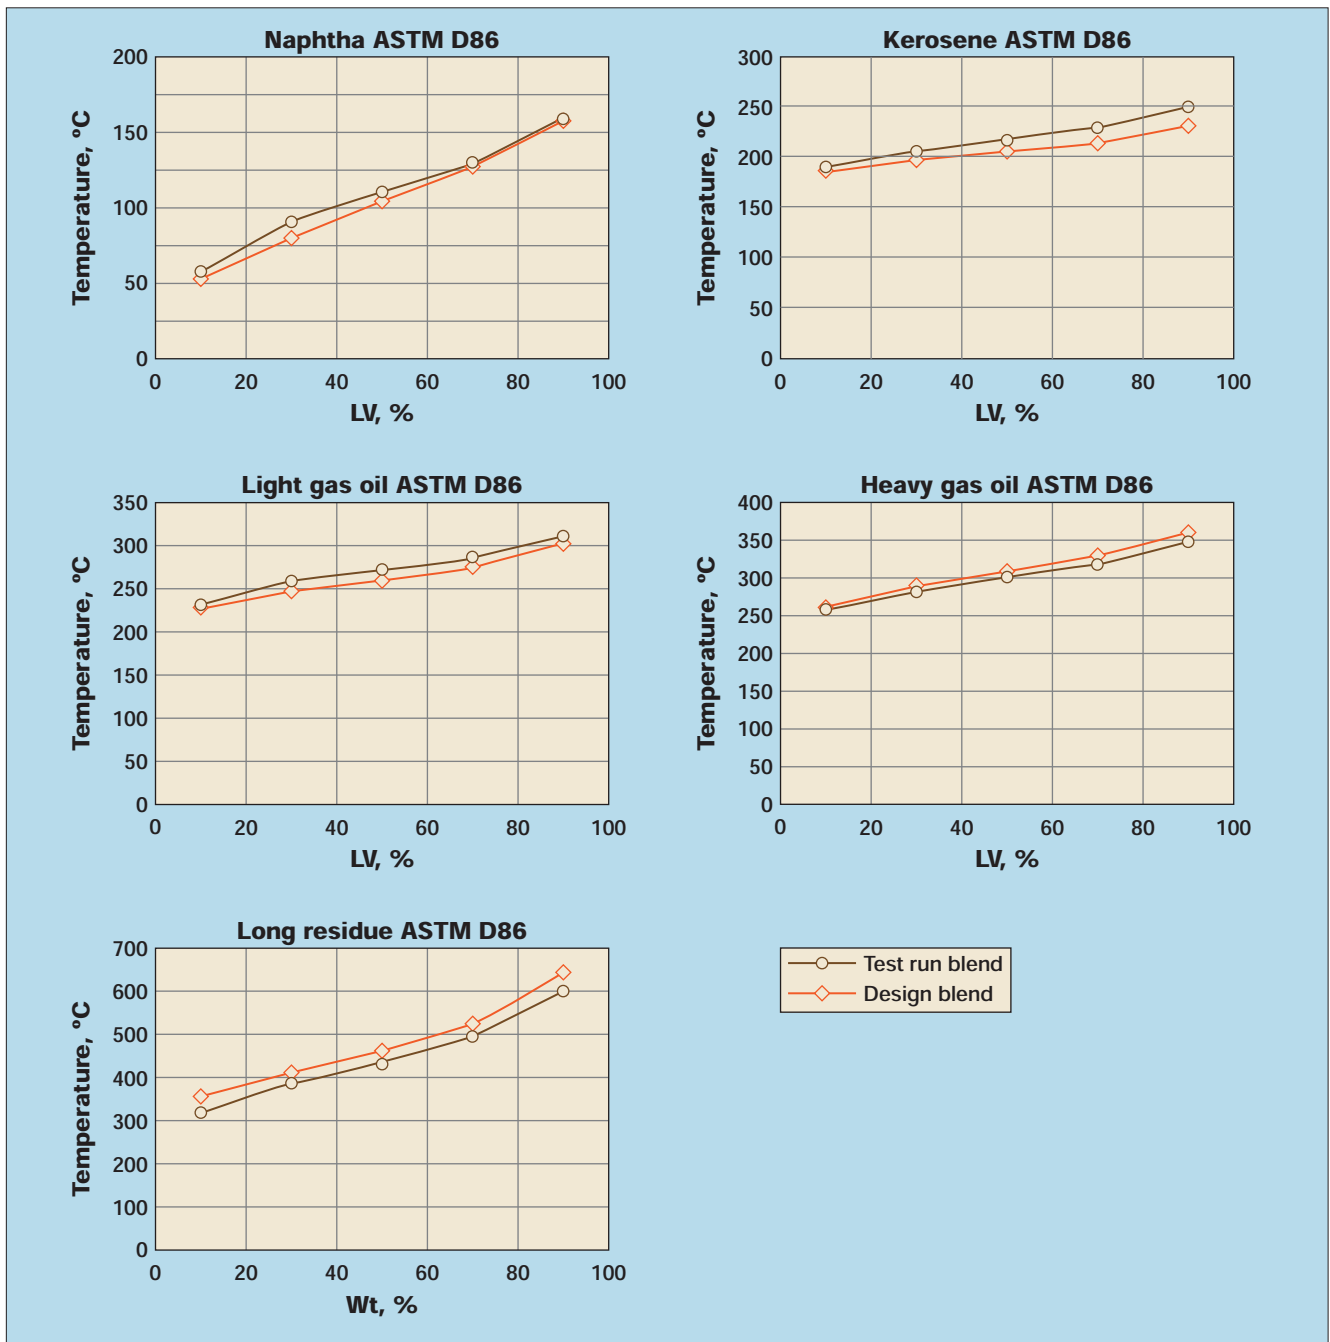 Naphtha ASTM D86
Temperature, ºC
200
150
100
50
0
0 20 40 60 80 100
LV, %
Kerosene ASTM D86
Temperature, ºC
300
250
200
150
100
50
0
0 20 40 60 80 100
LV, %
Light gas oil ASTM D86
Temperature, ºC
350
300
250
200
150
100
50
0
0 20 40 60 80 100
LV, %
Heavy gas oil ASTM D86
Temperature, ºC
400
350
300
250
200
150
100
50
0
0 20 40 60 80 100
LV, %
Long residue ASTM D86
Temperature, ºC
700
600
500
400
300
200
100
0
0 20 40 60 80 100
Wt, %
Test run blend
Design blend